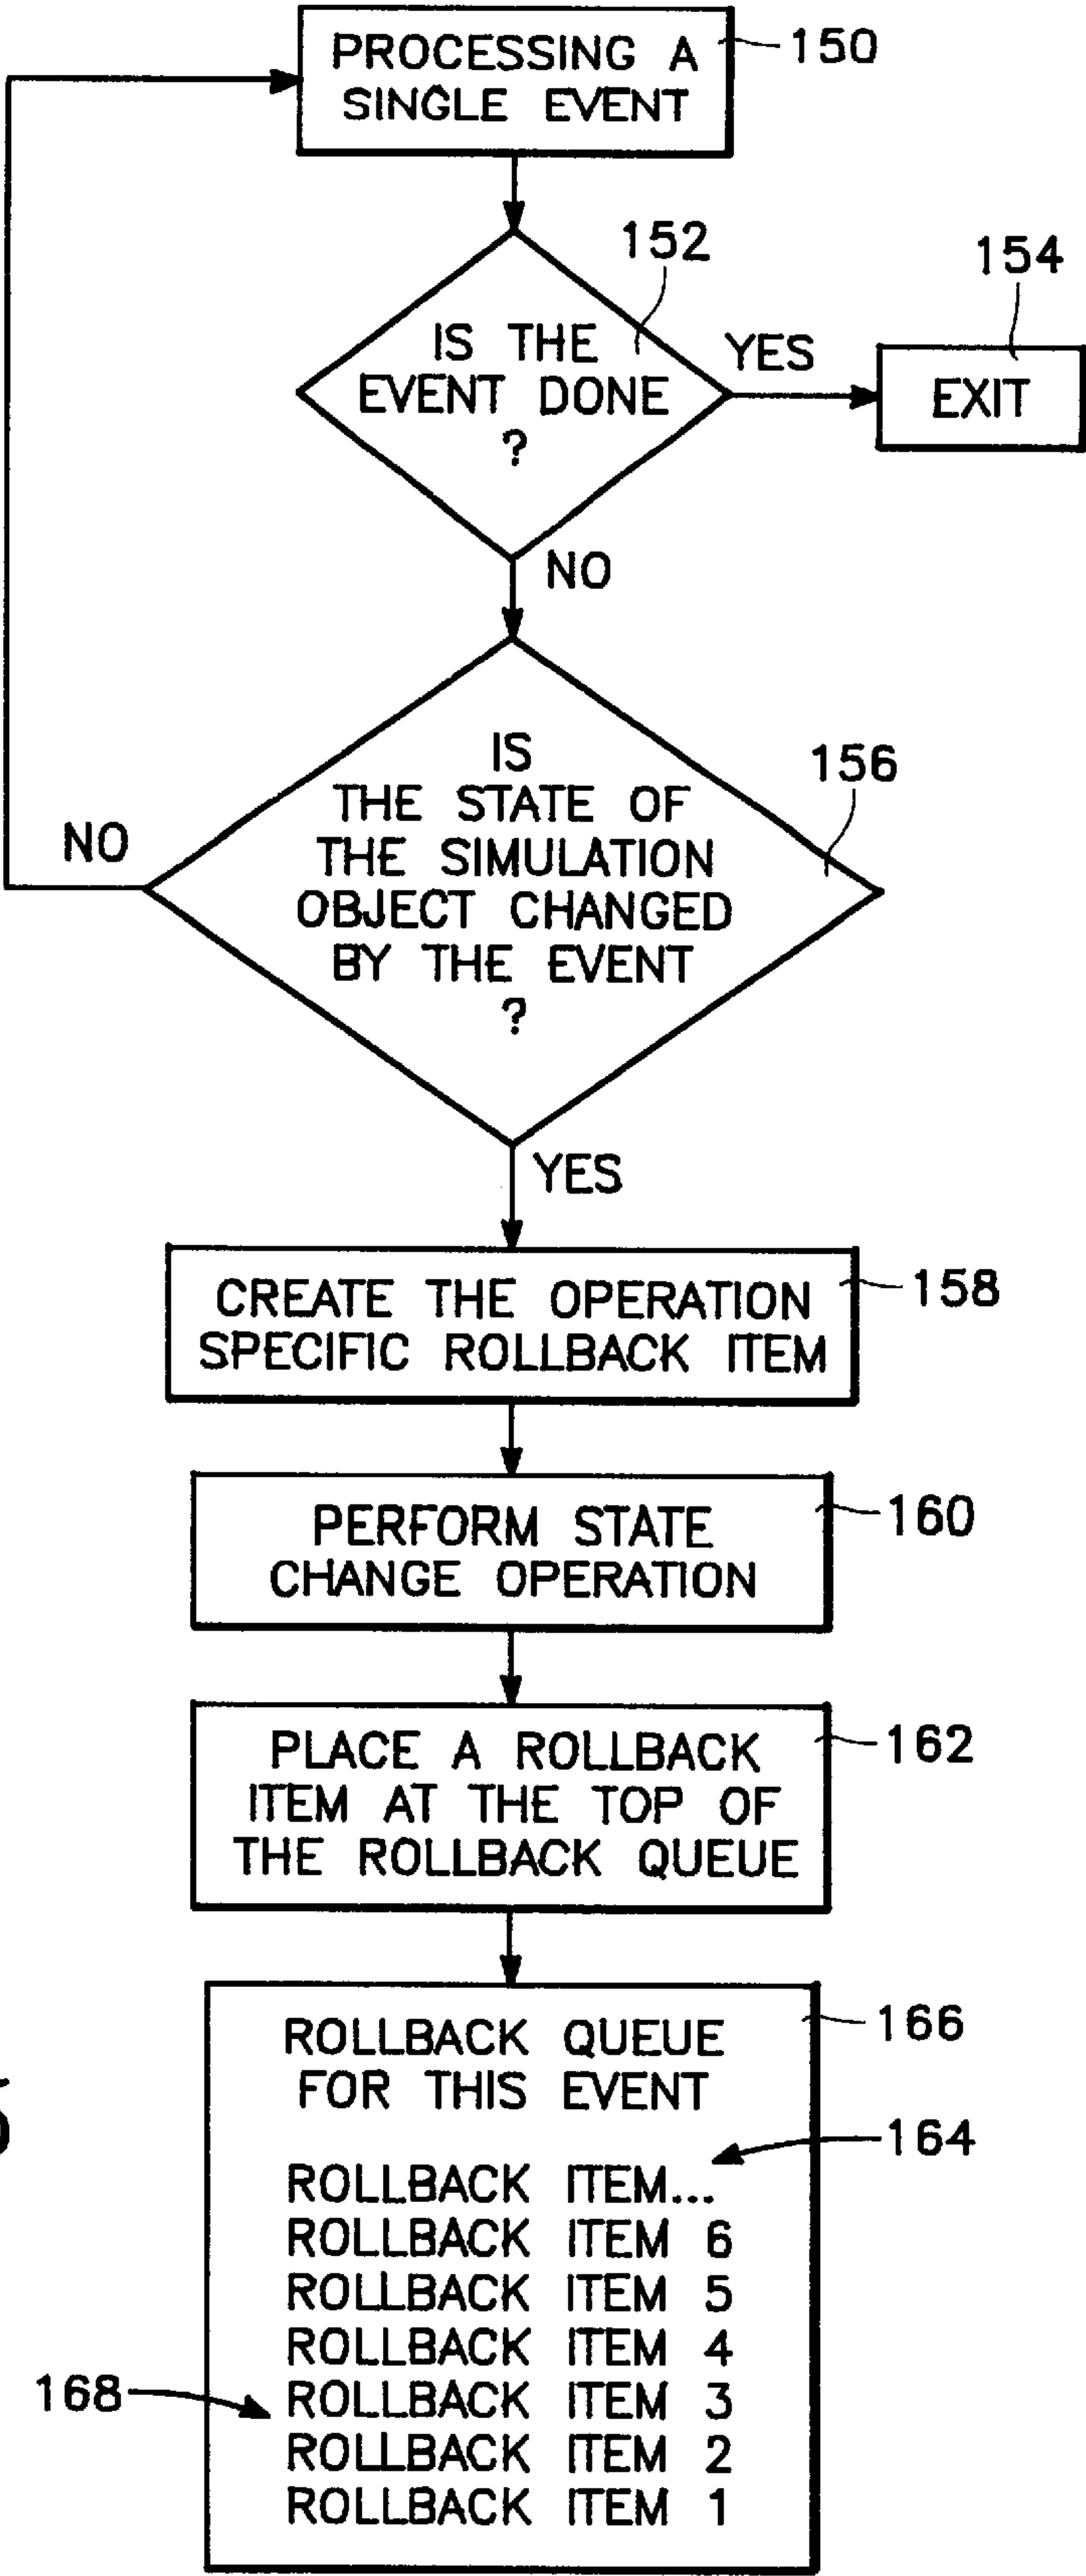 PROCESSING A
SINGLE EVENT
150
152
IS THE
EVENT DONE
?
YES
154
EXIT
NO
IS
THE STATE OF
THE SIMULATION
OBJECT CHANGED
BY THE EVENT
?
156
NO
YES
CREATE THE OPERATION
SPECIFIC ROLLBACK ITEM
158
PERFORM STATE
CHANGE OPERATION
160
PLACE A ROLLBACK
ITEM AT THE TOP OF
THE ROLLBACK QUEUE
162
ROLLBACK QUEUE
FOR THIS EVENT
166
164
ROLLBACK ITEM...
ROLLBACK ITEM 6
ROLLBACK ITEM 5
ROLLBACK ITEM 4
168
ROLLBACK ITEM 3
ROLLBACK ITEM 2
ROLLBACK ITEM 1